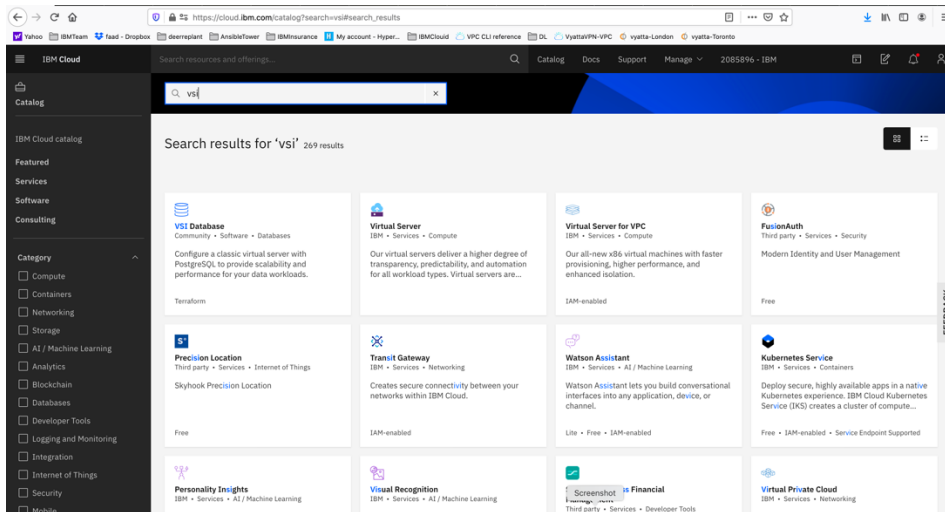 https://cloud.ibm.com/catalog?search=vsi#search_results
Yahoo IBMTeam faad - Dropbox deerreplant AnsibleTower IBMInsurance My account - Hyper... IBMClouid VPC CLI reference DL VyattaVPN-VPC vyatta-London vyatta-Toronto
IBM Cloud
Search resources and offerings...
Catalog Docs Support Manage 2085896 - IBM
Catalog
vsi
IBM Cloud catalog
Featured
Services
Software
Consulting
Category
Compute
Containers
Networking
Storage
AI / Machine Learning
Analytics
Blockchain
Databases
Developer Tools
Logging and Monitoring
Integration
Internet of Things
Security
Mobile
Search results for ‘vsi’ 269 results
VSI Database
Community • Software • Databases
Configure a classic virtual server with
PostgreSQL to provide scalability and
performance for your data workloads.
Terraform
Virtual Server
IBM • Services • Compute
Our virtual servers deliver a higher degree of
transparency, predictability, and automation
for all workload types. Virtual servers are...
Virtual Server for VPC
IBM • Services • Compute
Our all-new x86 virtual machines with faster
provisioning, higher performance, and
enhanced isolation.
IAM-enabled
FusionAuth
Third party • Services • Security
Modern Identity and User Management
Free
S+
Precision Location
Third party • Services • Internet of Things
Skyhook Precision Location
Free
Transit Gateway
IBM • Services • Networking
Creates secure connectivity between your
networks within IBM Cloud.
IAM-enabled
Watson Assistant
IBM • Services • AI / Machine Learning
Watson Assistant lets you build conversational
interfaces into any application, device, or
channel.
Lite • Free • IAM-enabled
Kubernetes Service
IBM • Services • Containers
Deploy secure, highly available apps in a native
Kubernetes experience. IBM Cloud Kubernetes
Service (IKS) creates a cluster of compute...
Free • IAM-enabled • Service Endpoint Supported
Personality Insights
IBM • Services • AI / Machine Learning
Visual Recognition
IBM • Services • AI / Machine Learning
ss Financial
Screenshot
Third party • Services • Developer Tools
Virtual Private Cloud
IBM • Services • Networking
FEEDBACK